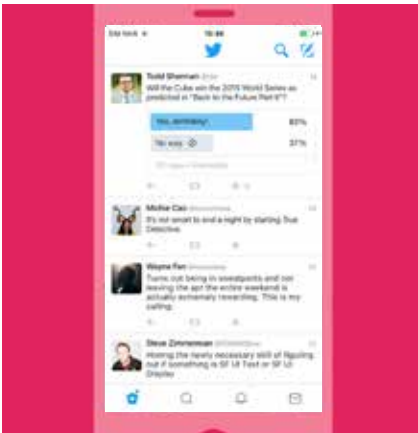 Todd Sherman
Will the Cubs win the 2015 World Series as
predicted in "Back to the Future Part II"?
Yes, definitely!
No way
37%
Michie Cao
It's not smart to end a night by starting True
Detective.
Wayne Fan
Turns out being in sweatpants and not
leaving the apt the entire weekend is
actually extremely rewarding. This is my
calling.
Steve Zimmerman
Honing the newly necessary skill of figuring
out if something is SF UI Text or SF UI
Display